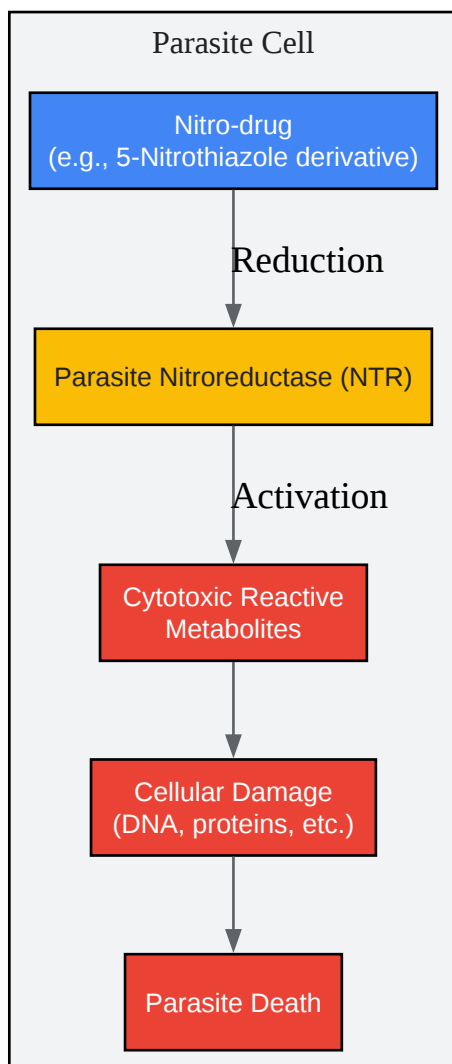 Parasite Cell
Nitro-drug
(e.g., 5-Nitrothiazole derivative)
Reduction
Parasite Nitroreductase (NTR)
Activation
Cytotoxic Reactive
Metabolites
Cellular Damage
(DNA, proteins, etc.)
Parasite Death